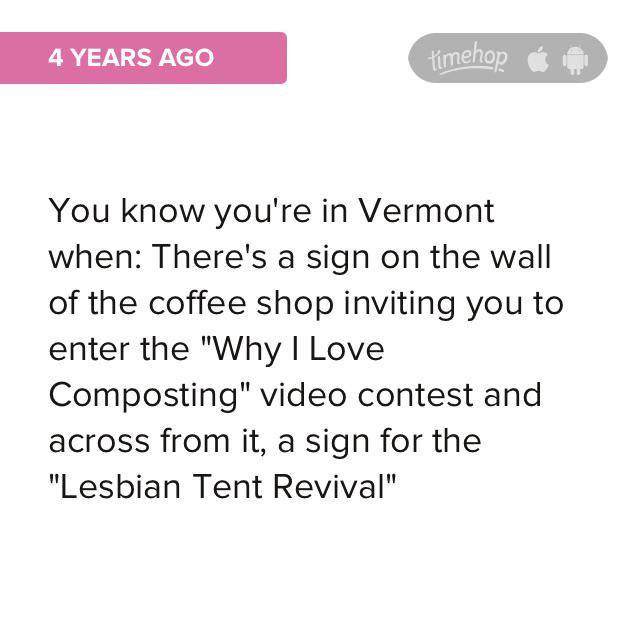 4 YEARS AGO
timehop
You know you're in Vermont
when: There's a sign on the wall
of the coffee shop inviting you to
enter the "Why I Love
Composting" video contest and
across from it, a sign for the
"Lesbian Tent Revival"